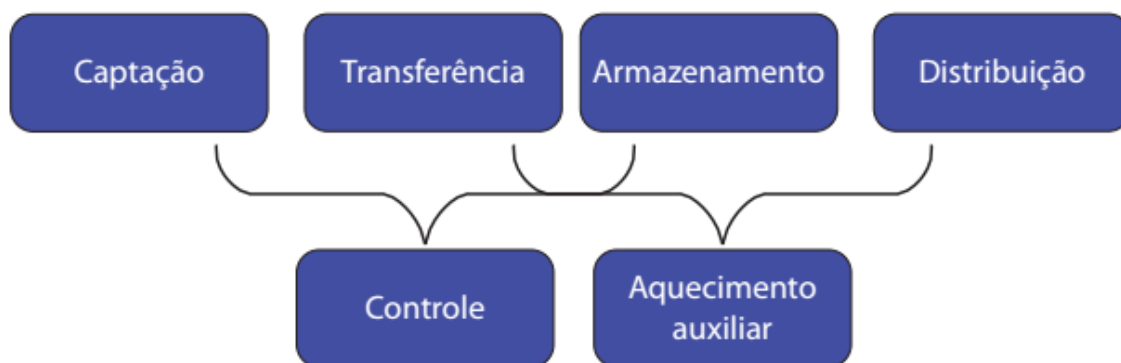 Captação
Transferência
Armazenamento
Distribuição
Controle
Aquecimento
auxiliar